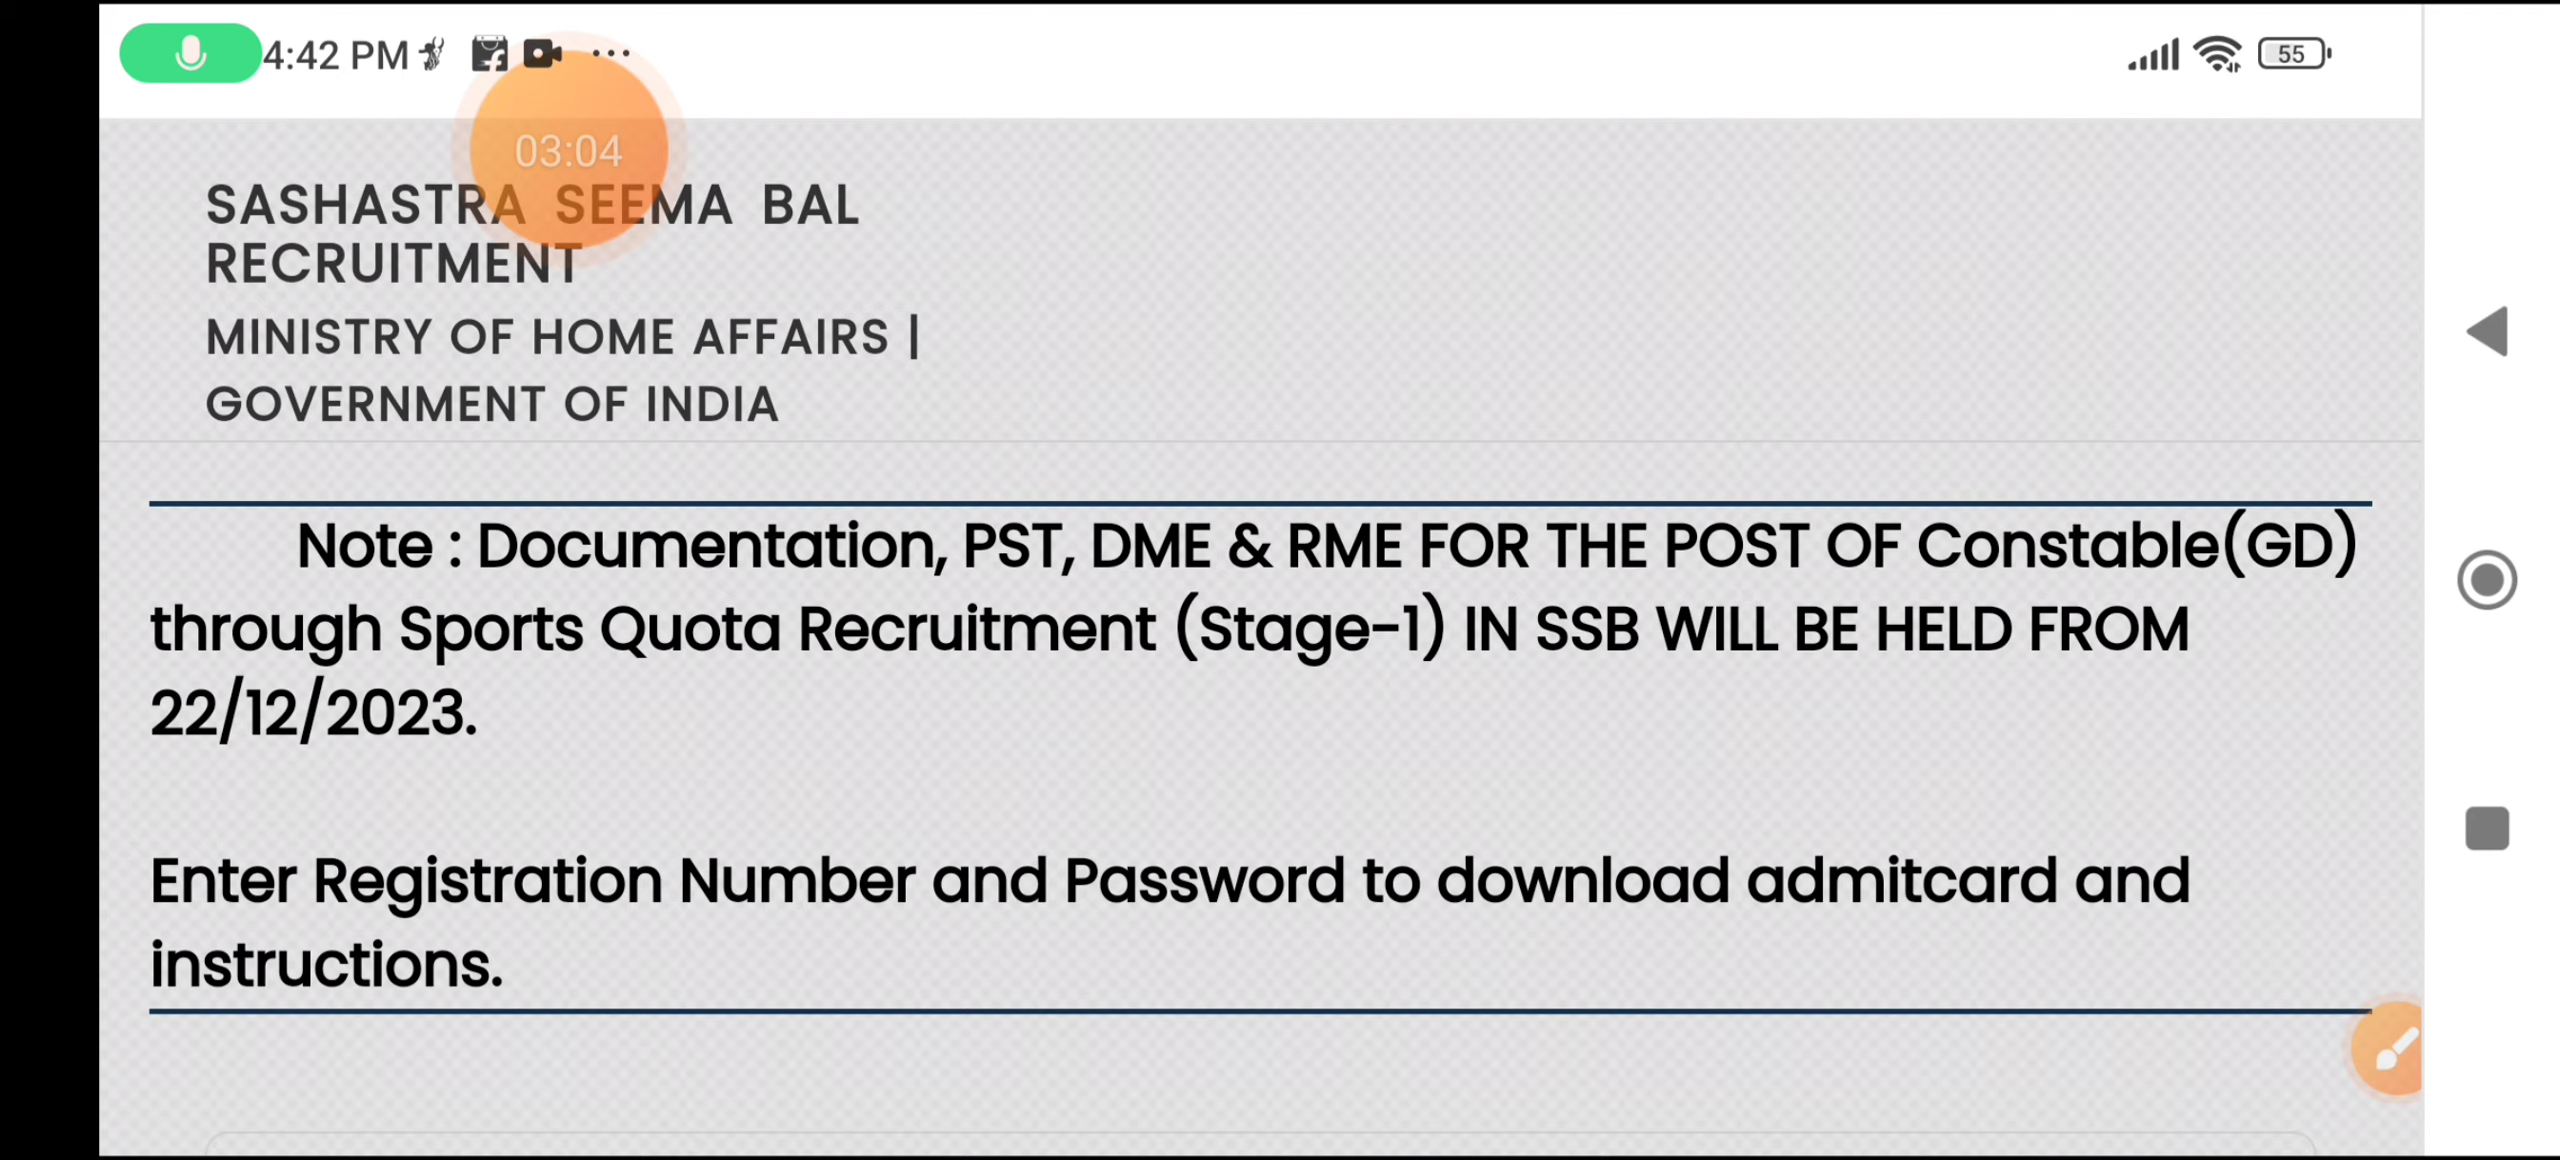 4:42 PM
55
03:04
SASHASTRA SEEMA BAL
RECRUITMENT
MINISTRY OF HOME AFFAIRS |
GOVERNMENT OF INDIA
Note : Documentation, PST, DME & RME FOR THE POST OF Constable(GD)
through Sports Quota Recruitment (Stage-1) IN SSB WILL BE HELD FROM
22/12/2023.
Enter Registration Number and Password to download admitcard and
instructions.